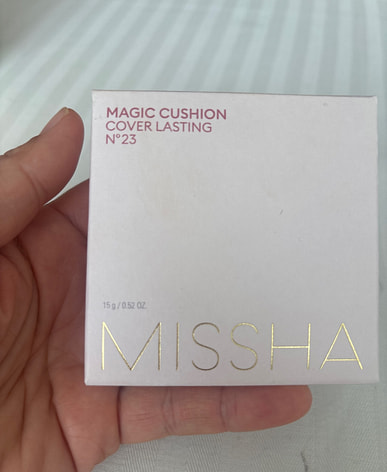 MAGIC CUSHION
COVER LASTING
N°23
15 g / 0.52 OZ.
MISSHA